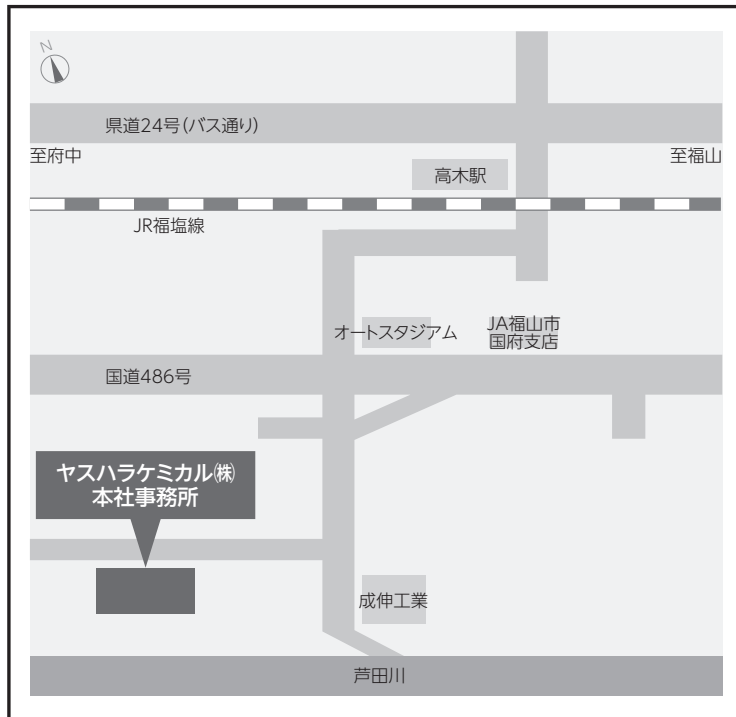 N
県道24号(バス通り)
至府中
至福山
高木駅
JR福塩線
オートスタジアム
JA福山市
国府支店
国道486号
ヤスハラケミカル㈱
本社事務所
成伸工業
芦田川